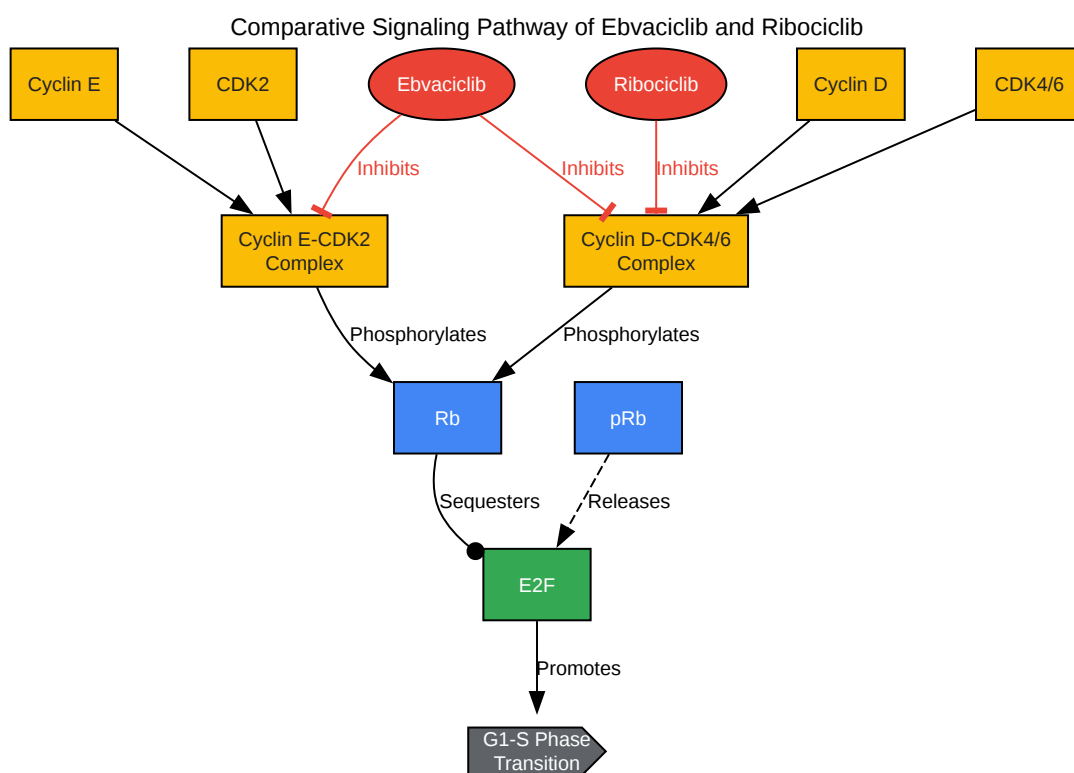 Comparative Signaling Pathway of Ebvaciclib and Ribociclib
Cyclin E
CDK2
Ebvaciclib
Ribociclib
Cyclin D
CDK4/6
Inhibits
Inhibits
Inhibits
Cyclin E-CDK2
Complex
Cyclin D-CDK4/6
Complex
Phosphorylates
Phosphorylates
Rb
pRb
Sequesters
Releases
E2F
Promotes
G1-S Phase
Transition